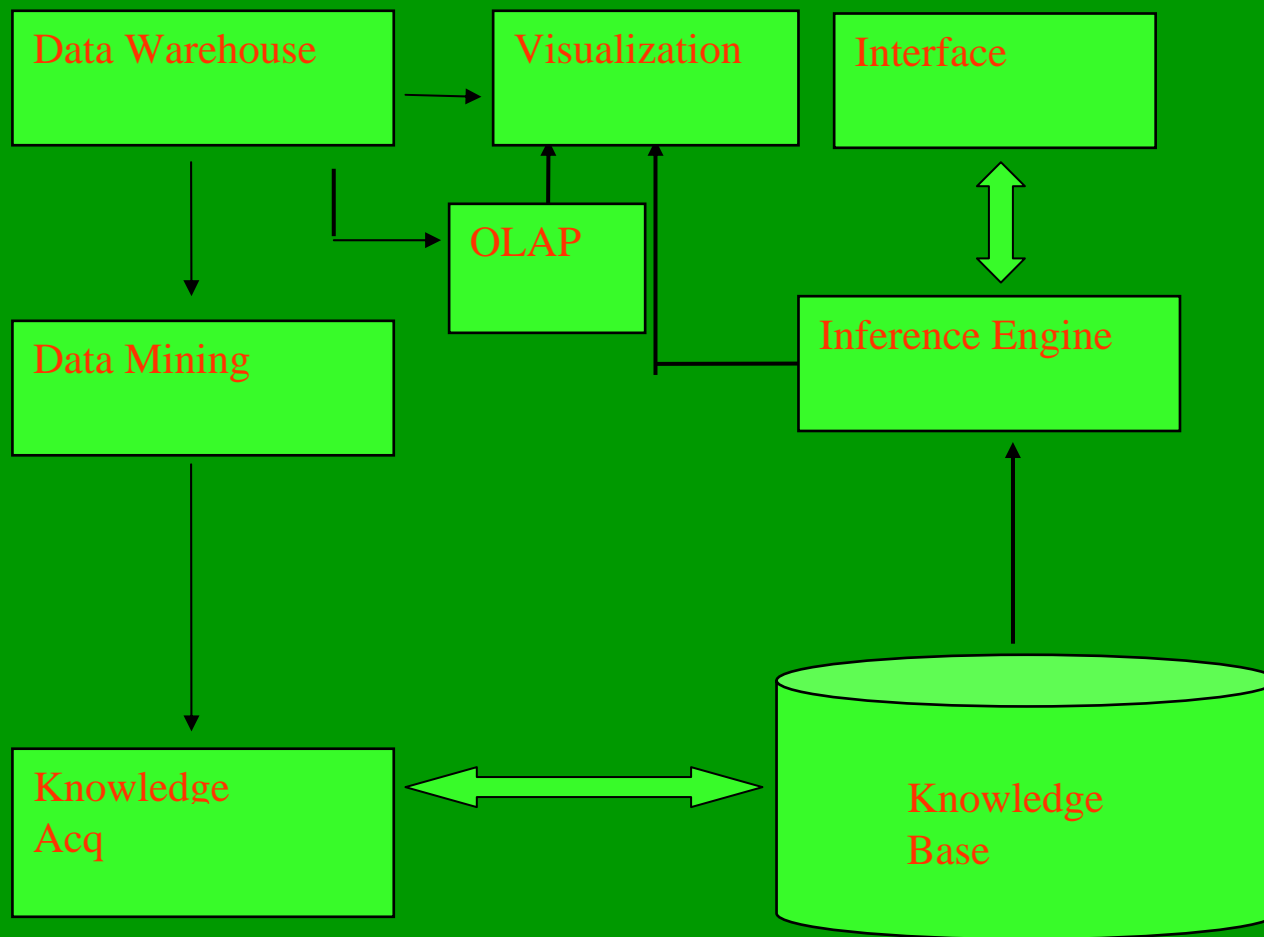 Data Warehouse
Visualization
Interface
OLAP
Data Mining
Inference Engine
Knowledge
Acq
Knowledge
Base